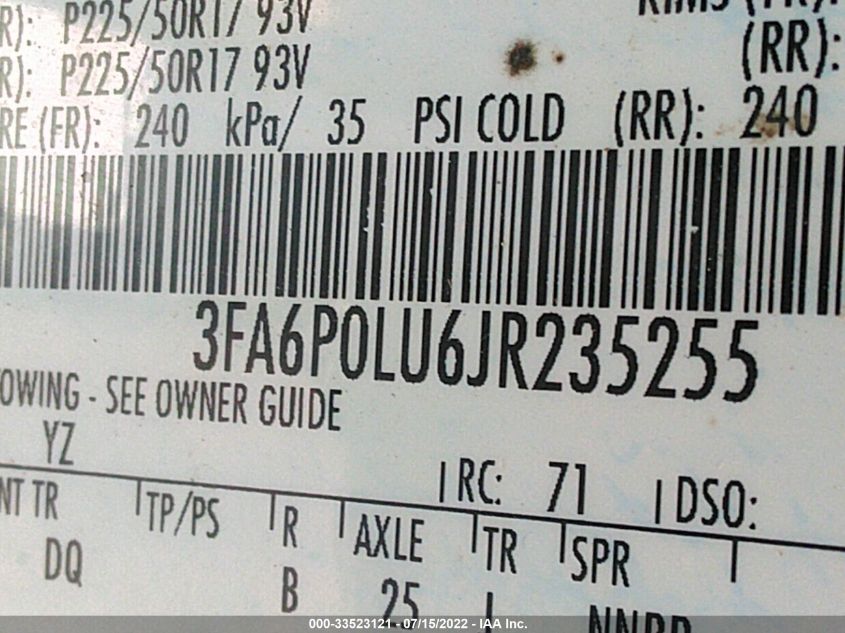 R): P225/50R17 93V
R): P225/50R17 93V (RR):
RE (FR): 240 kPa/ 35 PSI COLD (RR): 240
3FA6P0LU6JR235255
OWING - SEE OWNER GUIDE
YZ RC: 71 DSO:
NT TR TP/PS R AXLE TR SPR
DQ B 25
000-33523121 - 07/15/2022 - IAA Inc.